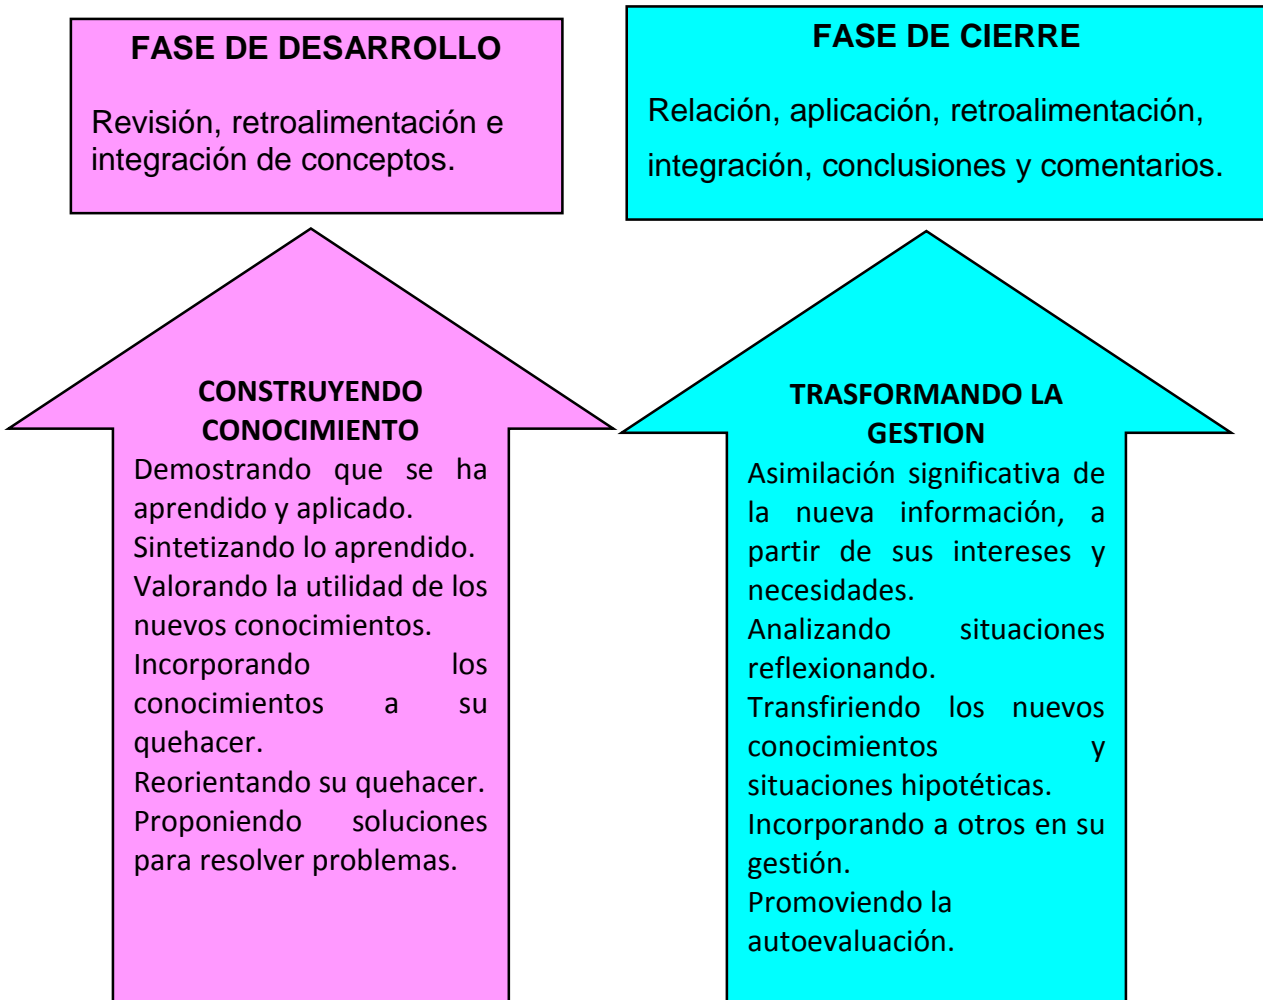 FASE DE DESARROLLO
Revisión, retroalimentación e
integración de conceptos.
CONSTRUYENDO
CONOCIMIENTO
Demostrando que se ha
aprendido y aplicado.
Sintetizando lo aprendido.
Valorando la utilidad de los
nuevos conocimientos.
Incorporando los
conocimientos a su
quehacer.
Reorientando su quehacer.
Proponiendo soluciones
para resolver problemas.
FASE DE CIERRE
Relación, aplicación, retroalimentación,
integración, conclusiones y comentarios.
TRASFORMANDO LA
GESTION
Asimilación significativa de
la nueva información, a
partir de sus intereses y
necesidades.
Analizando situaciones
reflexionando.
Transfiriendo los nuevos
conocimientos y
situaciones hipotéticas.
Incorporando a otros en su
gestión.
Promoviendo la
autoevaluación.